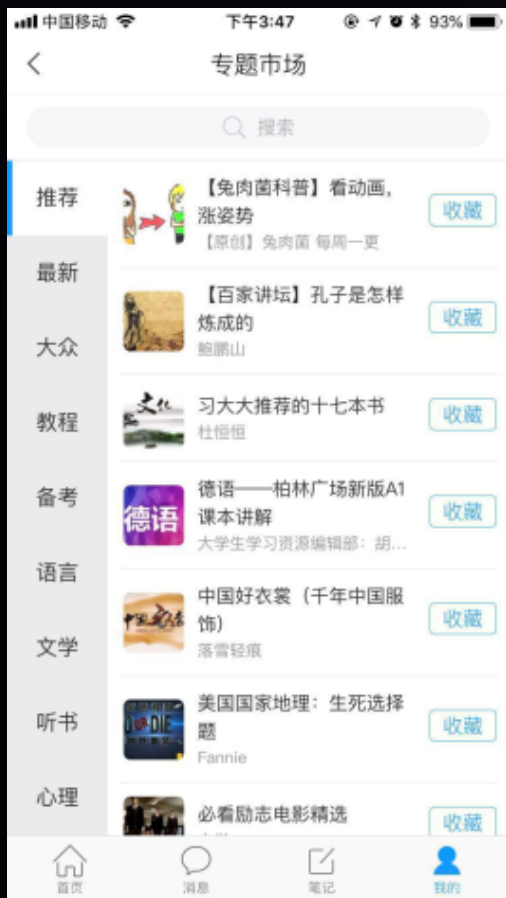 中国移动 下午3:47 93%
专题市场
搜索
推荐
最新
大众
教程
备考
语言
文学
听书
心理
【兔肉菌科普】看动画，
涨姿势
【原创】兔肉菌 每周一更
收藏
【百家讲坛】孔子是怎样
炼成的
鲍鹏山
收藏
文化
习大大推荐的十七本书
杜恒恒
收藏
德语
德语——柏林广场新版A1
课本讲解
大学生学习资源编辑部：胡...
收藏
中国好衣裳（千年中国服
饰）
落雪轻痕
收藏
DO OR DIE
美国国家地理：生死选择
题
Fannie
收藏
必看励志电影精选
收藏
首页
消息
笔记
我的